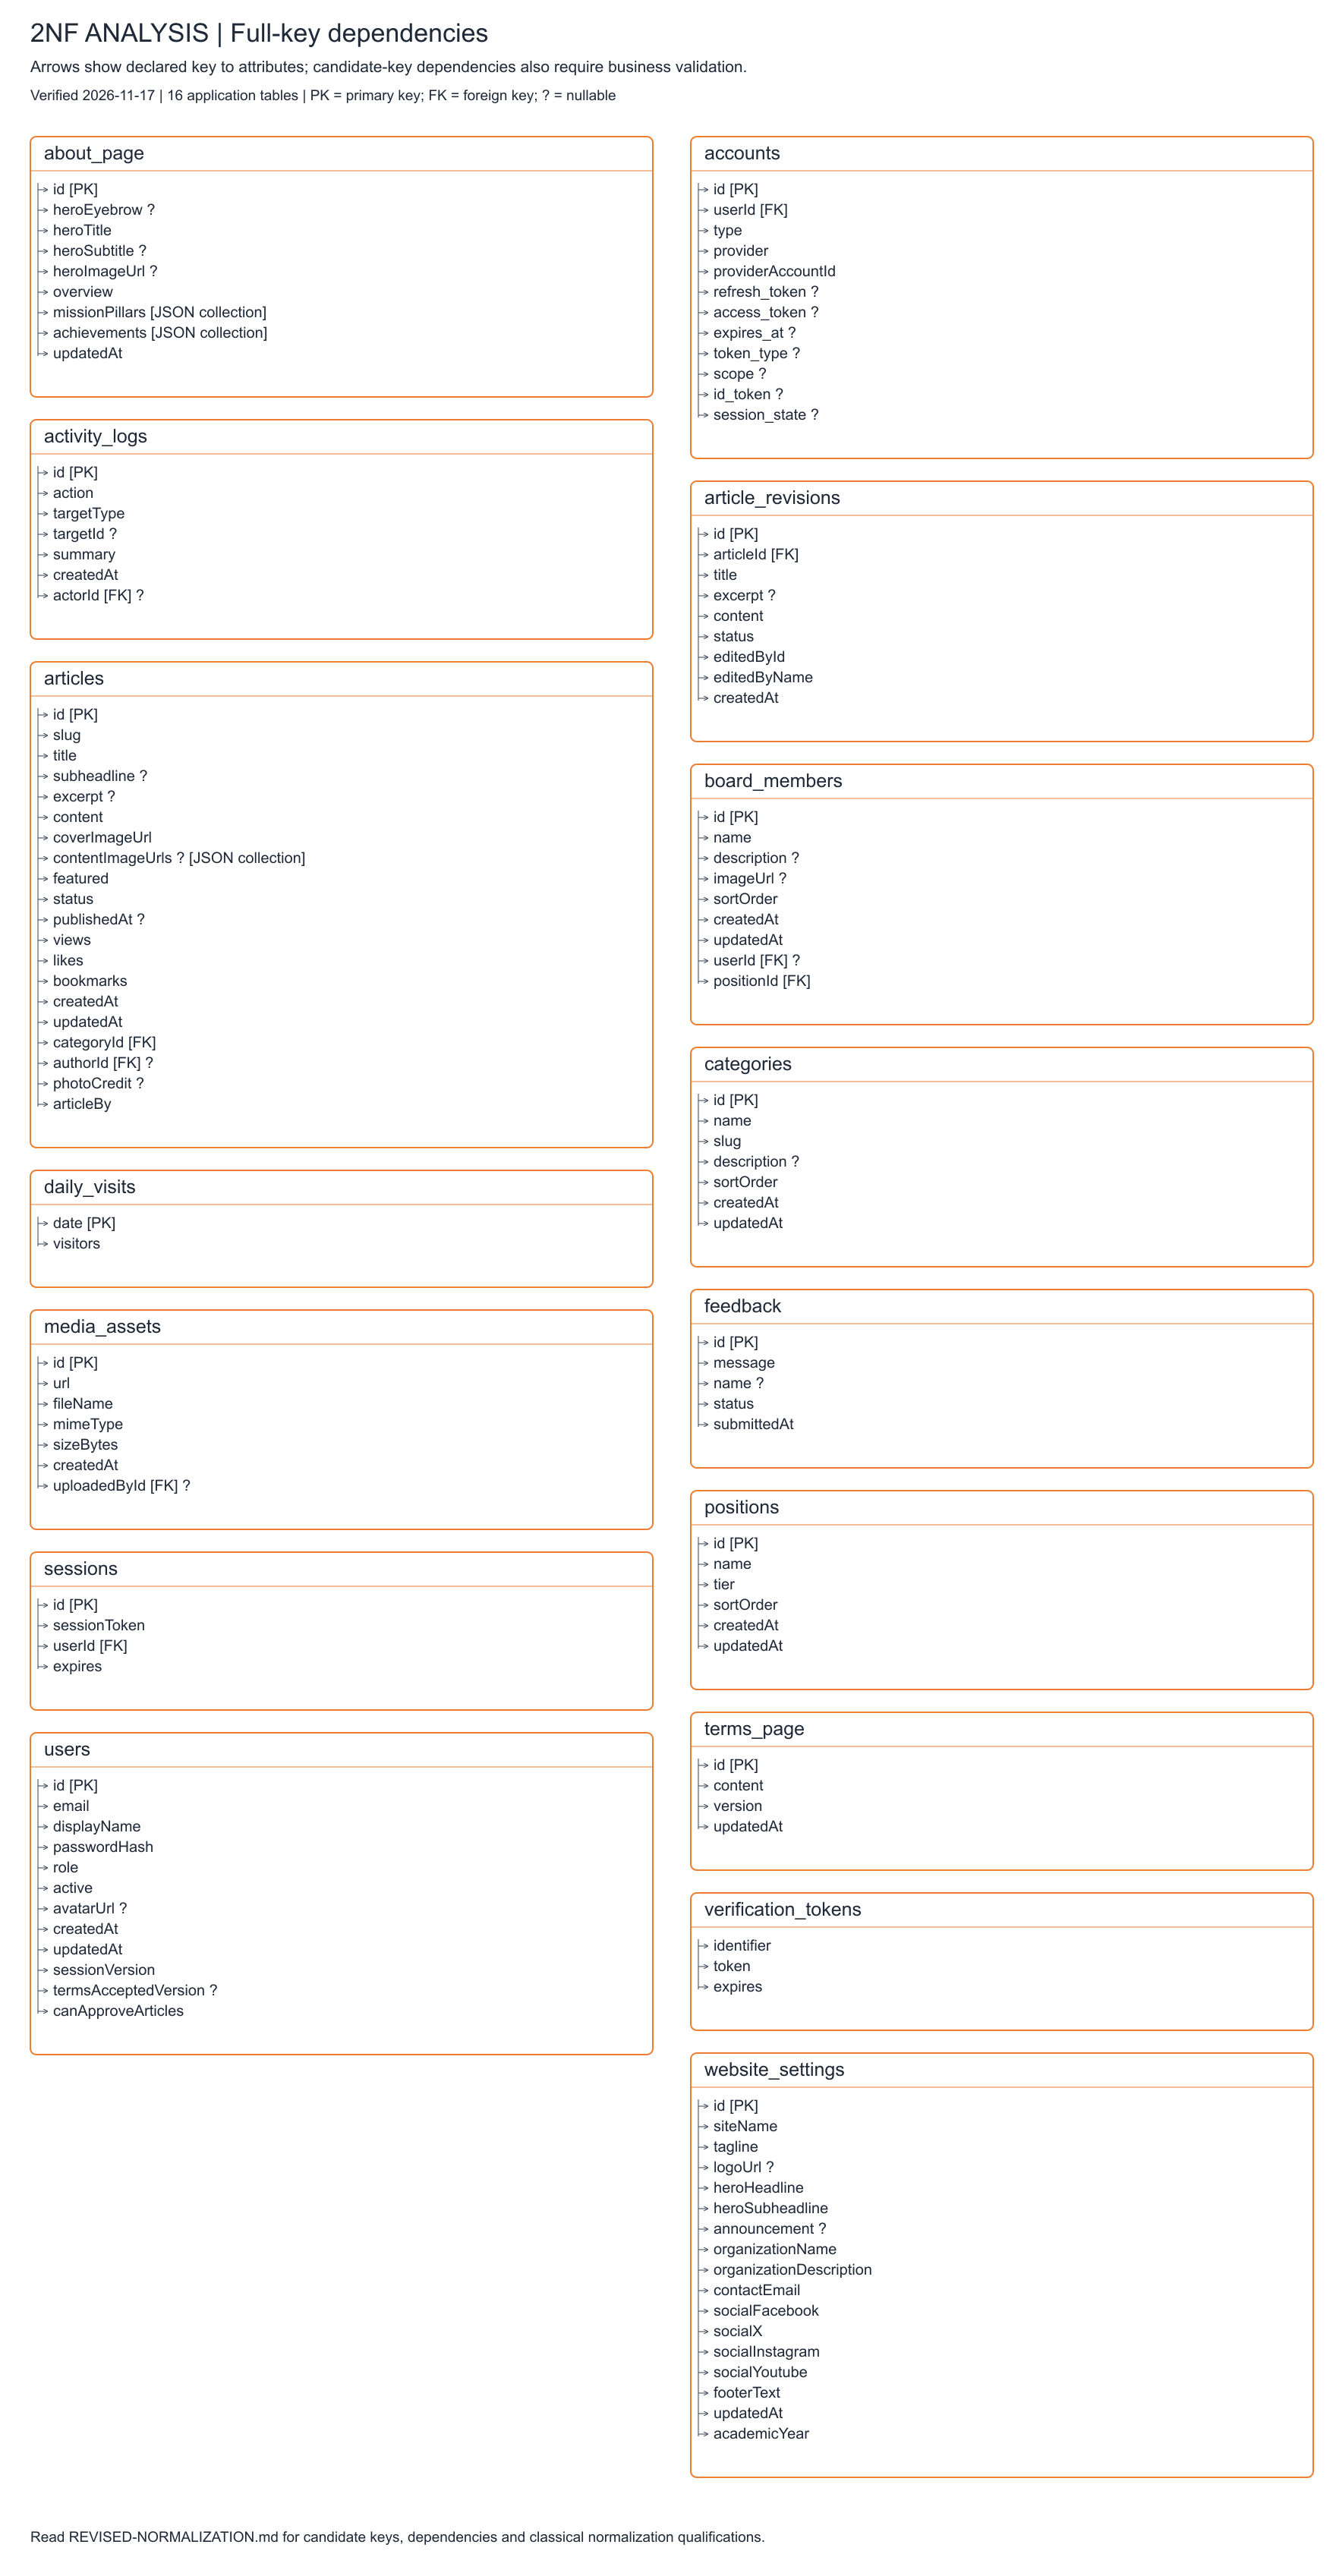 2NF ANALYSIS | Full-key dependencies
Arrows show declared key to attributes; candidate-key dependencies also require business validation.
Verified 2026-11-17 | 16 application tables | PK = primary key; FK = foreign key; ? = nullable
about_page
id [PK]
heroEyebrow ?
heroTitle
heroSubtitle ?
heroImageUrl ?
overview
missionPillars [JSON collection]
achievements [JSON collection]
updatedAt
activity_logs
id [PK]
action
targetType
targetId ?
summary
createdAt
actorId [FK] ?
articles
id [PK]
slug
title
subheadline ?
excerpt ?
content
coverImageUrl
contentImageUrls ? [JSON collection]
featured
status
publishedAt ?
views
likes
bookmarks
createdAt
updatedAt
categoryId [FK]
authorId [FK] ?
photoCredit ?
articleBy
daily_visits
date [PK]
visitors
media_assets
id [PK]
url
fileName
mimeType
sizeBytes
createdAt
uploadedById [FK] ?
sessions
id [PK]
sessionToken
userId [FK]
expires
users
id [PK]
email
displayName
passwordHash
role
active
avatarUrl ?
createdAt
updatedAt
sessionVersion
termsAcceptedVersion ?
canApproveArticles
accounts
id [PK]
userId [FK]
type
provider
providerAccountId
refresh_token ?
access_token ?
expires_at ?
token_type ?
scope ?
id_token ?
session_state ?
article_revisions
id [PK]
articleId [FK]
title
excerpt ?
content
status
editedById
editedByName
createdAt
board_members
id [PK]
name
description ?
imageUrl ?
sortOrder
createdAt
updatedAt
userId [FK] ?
positionId [FK]
categories
id [PK]
name
slug
description ?
sortOrder
createdAt
updatedAt
feedback
id [PK]
message
name ?
status
submittedAt
positions
id [PK]
name
tier
sortOrder
createdAt
updatedAt
terms_page
id [PK]
content
version
updatedAt
verification_tokens
identifier
token
expires
website_settings
id [PK]
siteName
tagline
logoUrl ?
heroHeadline
heroSubheadline
announcement ?
organizationName
organizationDescription
contactEmail
socialFacebook
socialX
socialInstagram
socialYoutube
footerText
updatedAt
academicYear
Read REVISED-NORMALIZATION.md for candidate keys, dependencies and classical normalization qualifications.